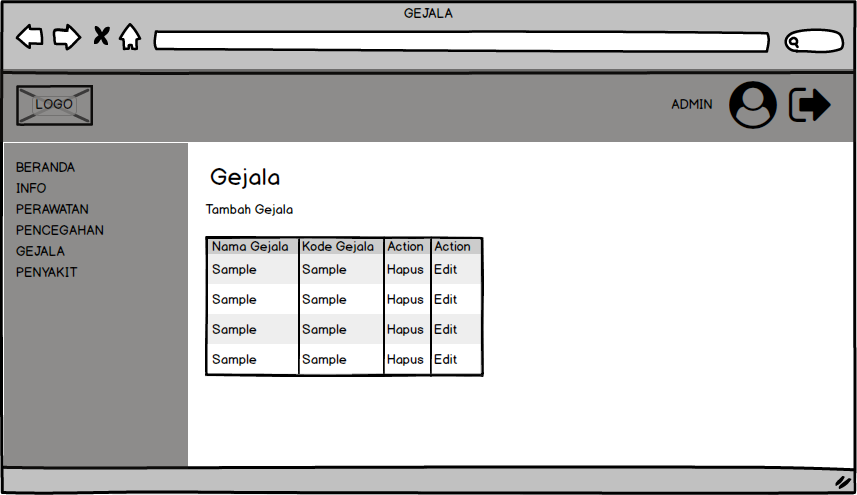 GEJALA
LOGO
ADMIN
BERANDA
INFO
PERAWATAN
PENCEGAHAN
GEJALA
PENYAKIT
Gejala
Tambah Gejala
Nama Gejala Kode Gejala Action Action
Sample Sample Hapus Edit
Sample Sample Hapus Edit
Sample Sample Hapus Edit
Sample Sample Hapus Edit